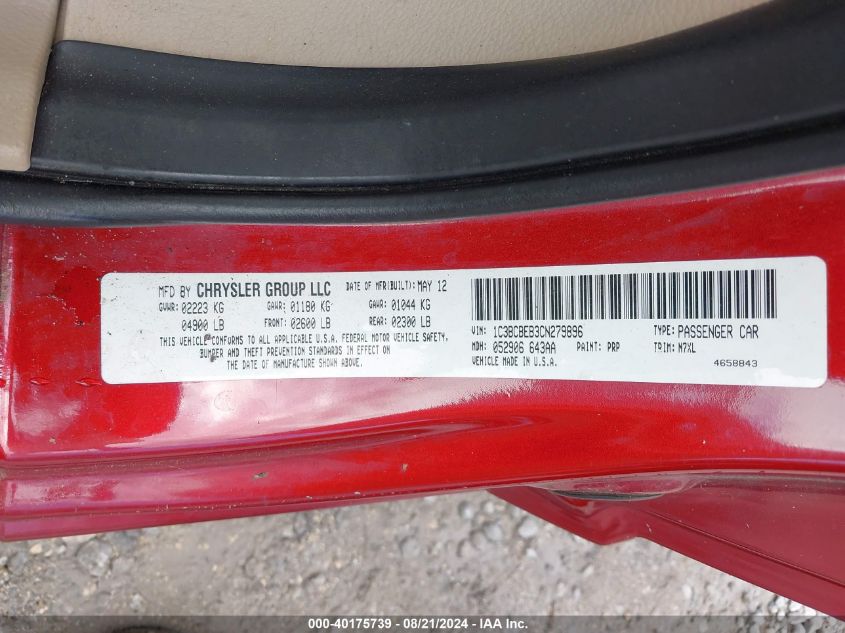 MFD BY CHRYSLER GROUP LLC DATE OF MFR(BUILT): MAY 12
GVWR: 02223 KG GAWR: 01180 KG GAWR: 01044 KG
04900 LB FRONT: 02600 LB REAR: 02300 LB
THIS VEHICLE CONFORMS TO ALL APPLICABLE U.S.A. FEDERAL MOTOR VEHICLE SAFETY,
BUMPER AND THEFT PREVENTION STANDARDS IN EFFECT ON
THE DATE OF MANUFACTURE SHOWN ABOVE.
VIN: 1C3BCBEB3CN279896 TYPE: PASSENGER CAR
MDH: 052906 643AA PAINT: PRP TRIM: N7XL
VEHICLE MADE IN U.S.A. 4658843
000-40175739 - 08/21/2024 - IAA Inc.